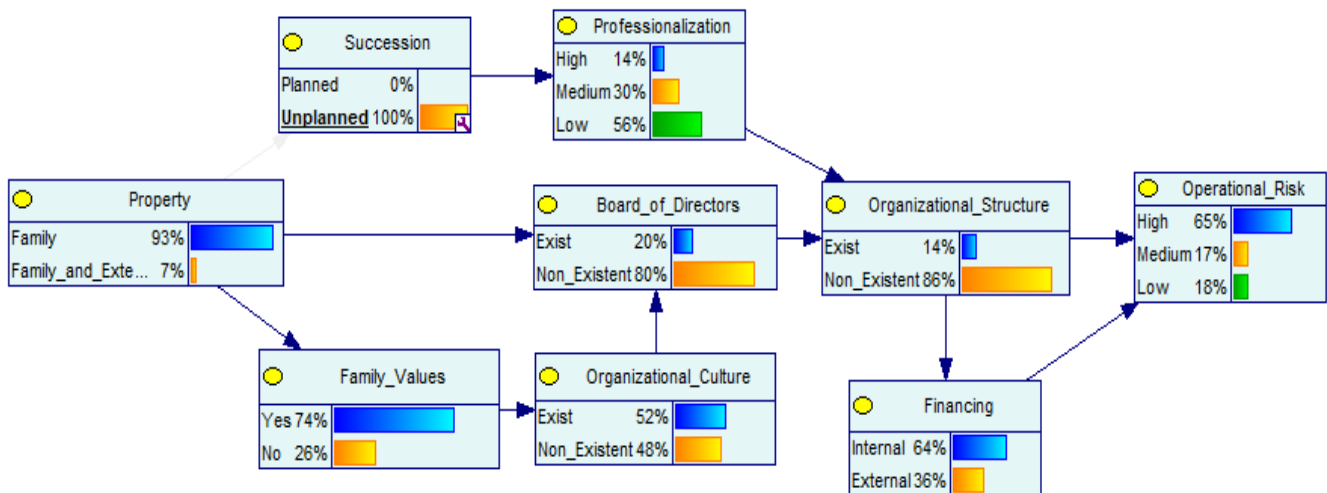 Succession
Planned 0%
Unplanned 100%
Professionalization
High 14%
Medium 30%
Low 56%
Property
Family 93%
Family_and_Exte... 7%
Board_of_Directors
Exist 20%
Non_Existent 80%
Organizational_Structure
Exist 14%
Non_Existent 86%
Operational_Risk
High 65%
Medium 17%
Low 18%
Family_Values
Yes 74%
No 26%
Organizational_Culture
Exist 52%
Non_Existent 48%
Financing
Internal 64%
External 36%